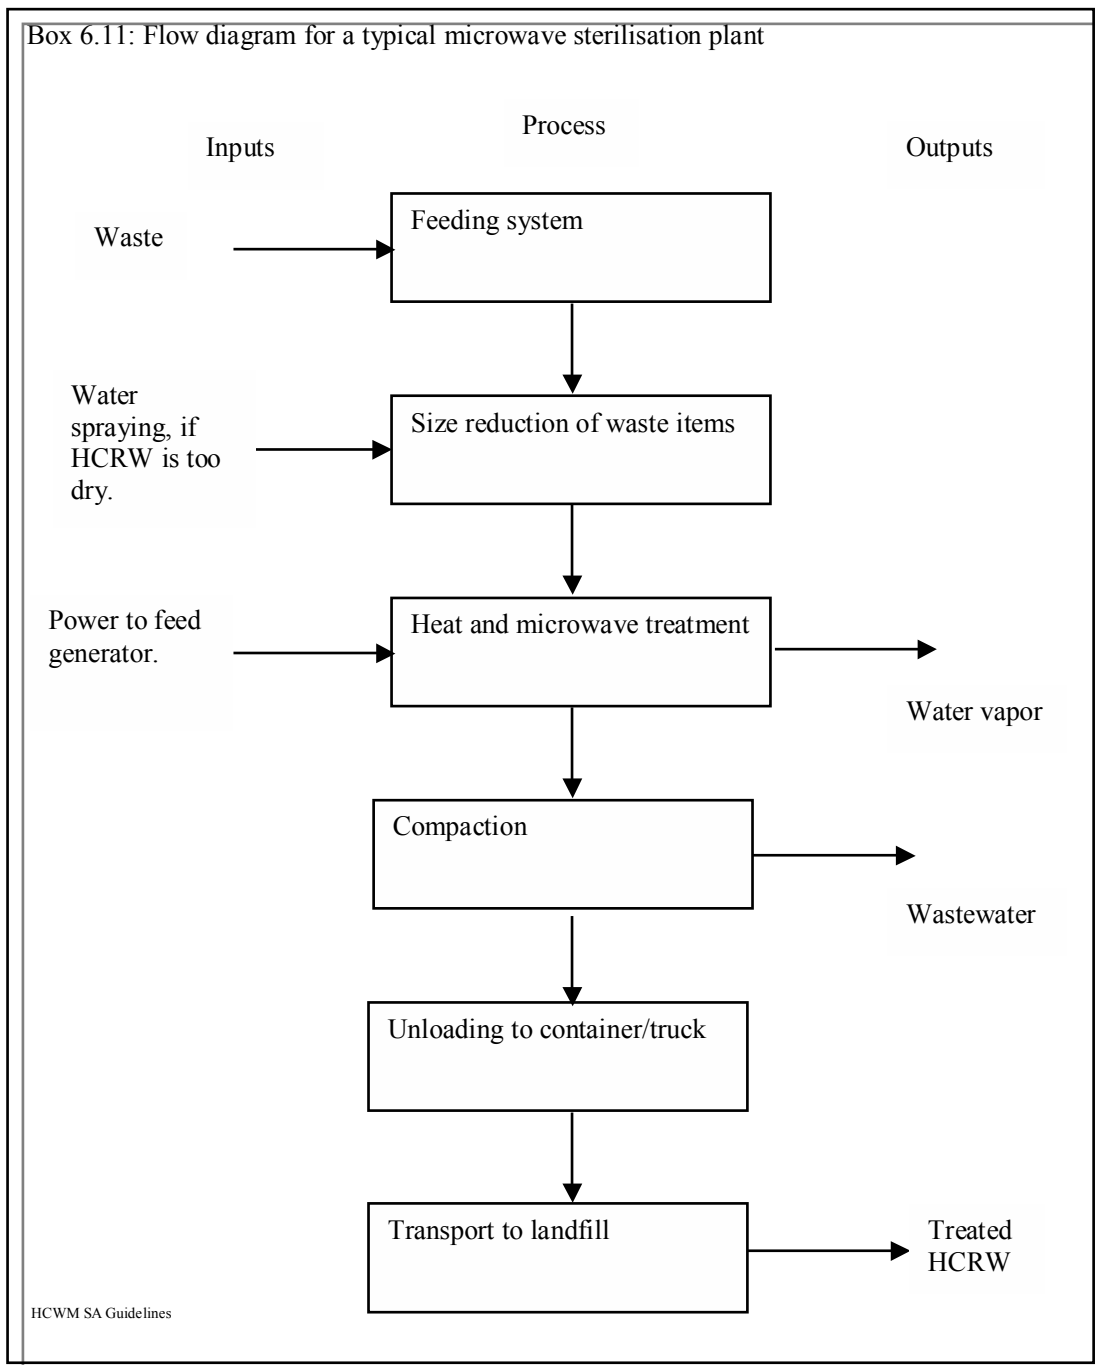 Box 6.11: Flow diagram for a typical microwave sterilisation plant
Process
Inputs
Outputs
Waste
Feeding system
Water
spraying, if
HCRW is too
dry.
Size reduction of waste items
Power to feed
generator.
Heat and microwave treatment
Water vapor
Compaction
Wastewater
Unloading to container/truck
Transport to landfill
Treated
HCRW
HCWM SA Guidelines